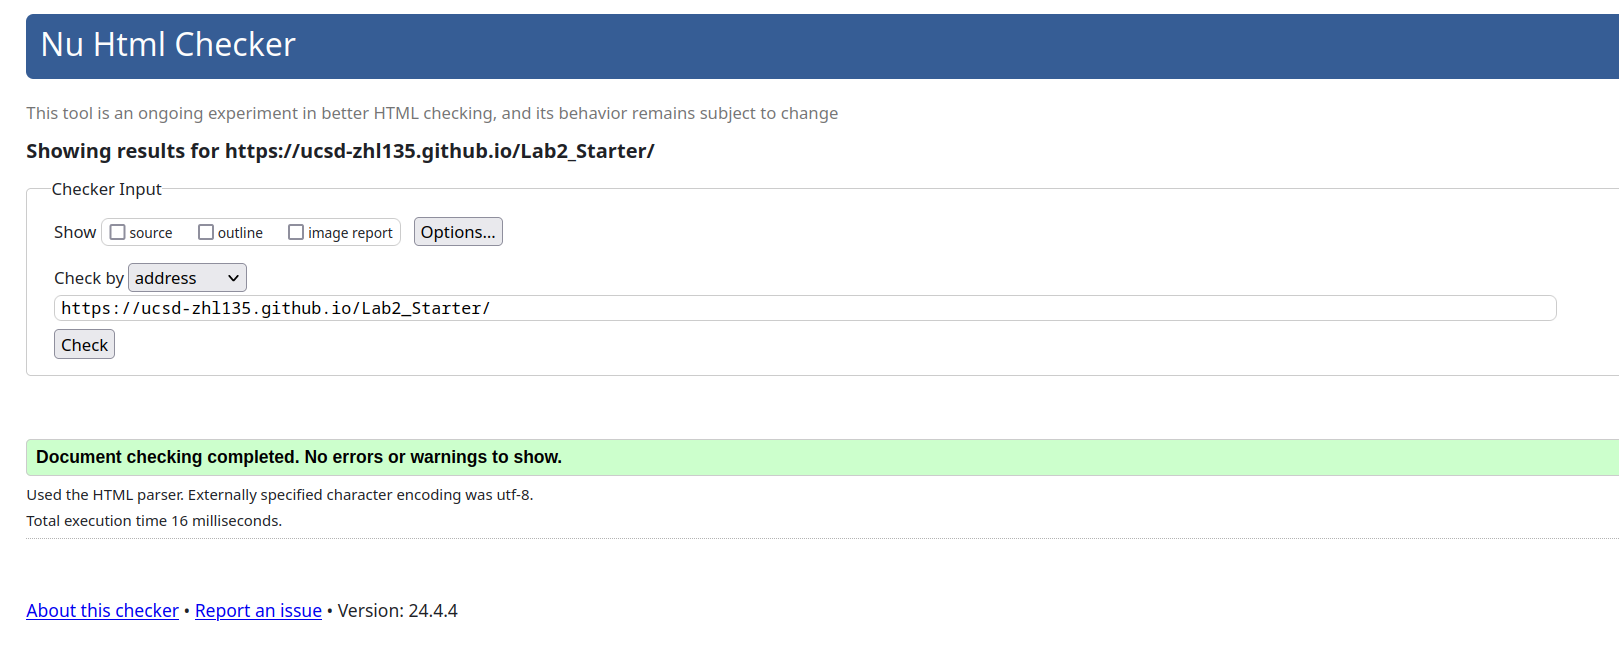 Nu Html Checker
This tool is an ongoing experiment in better HTML checking, and its behavior remains subject to change
Showing results for https://ucsd-zhl135.github.io/Lab2_Starter/
Checker Input
Show source outline image report Options...
Check by address
https://ucsd-zhl135.github.io/Lab2_Starter/
Check
Document checking completed. No errors or warnings to show.
Used the HTML parser. Externally specified character encoding was utf-8.
Total execution time 16 milliseconds.
About this checker • Report an issue • Version: 24.4.4